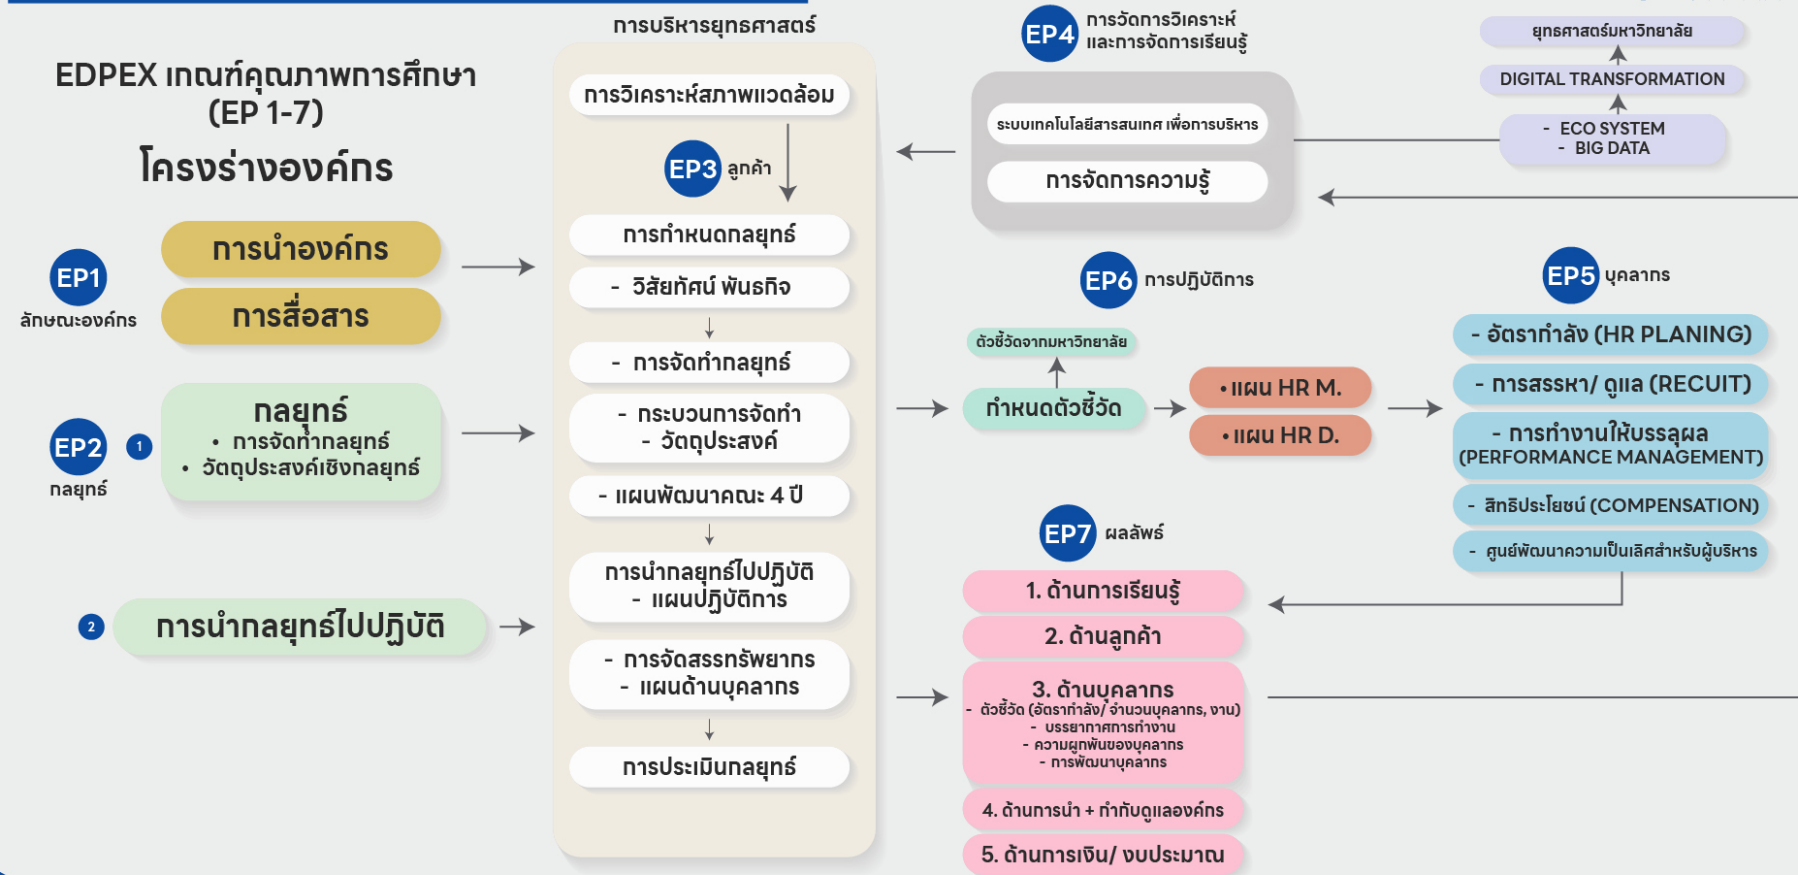 EDPEX เกณฑ์คุณภาพการศึกษา
(EP 1-7)
โครงร่างองค์กร
EP1
ลักษณะองค์กร
การนำองค์กร
การสื่อสาร
EP2
กลยุทธ์
1
กลยุทธ์
• การจัดทำกลยุทธ์
• วัตถุประสงค์เชิงกลยุทธ์
2
การนำกลยุทธ์ไปปฏิบัติ
การบริหารยุทธศาสตร์
การวิเคราะห์สภาพแวดล้อม
EP3 ลูกค้า
การกำหนดกลยุทธ์
- วิสัยทัศน์ พันธกิจ
- การจัดทำกลยุทธ์
- กระบวนการจัดทำ
- วัตถุประสงค์
- แผนพัฒนาคณะ 4 ปี
การนำกลยุทธ์ไปปฏิบัติ
- แผนปฏิบัติการ
- การจัดสรรทรัพยากร
- แผนด้านบุคลากร
การประเมินกลยุทธ์
EP4
การวัดการวิเคราะห์
และการจัดการเรียนรู้
ระบบเทคโนโลยีสารสนเทศ เพื่อการบริหาร
การจัดการความรู้
ยุทธศาสตร์มหาวิทยาลัย
DIGITAL TRANSFORMATION
- ECO SYSTEM
- BIG DATA
EP6 การปฏิบัติการ
ตัวชี้วัดจากมหาวิทยาลัย
กำหนดตัวชี้วัด
• แผน HR M.
• แผน HR D.
EP5 บุคลากร
- อัตรากำลัง (HR PLANING)
- การสรรหา/ ดูแล (RECUIT)
- การทำงานให้บรรลุผล
(PERFORMANCE MANAGEMENT)
- สิทธิประโยชน์ (COMPENSATION)
- ศูนย์พัฒนาความเป็นเลิศสำหรับผู้บริหาร
EP7 ผลลัพธ์
1. ด้านการเรียนรู้
2. ด้านลูกค้า
3. ด้านบุคลากร
- ตัวชี้วัด (อัตรากำลัง/ จำนวนบุคลากร, งาน)
- บรรยากาศการทำงาน
- ความผูกพันของบุคลากร
- การพัฒนาบุคลากร
4. ด้านการนำ + กำกับดูแลองค์กร
5. ด้านการเงิน/ งบประมาณ